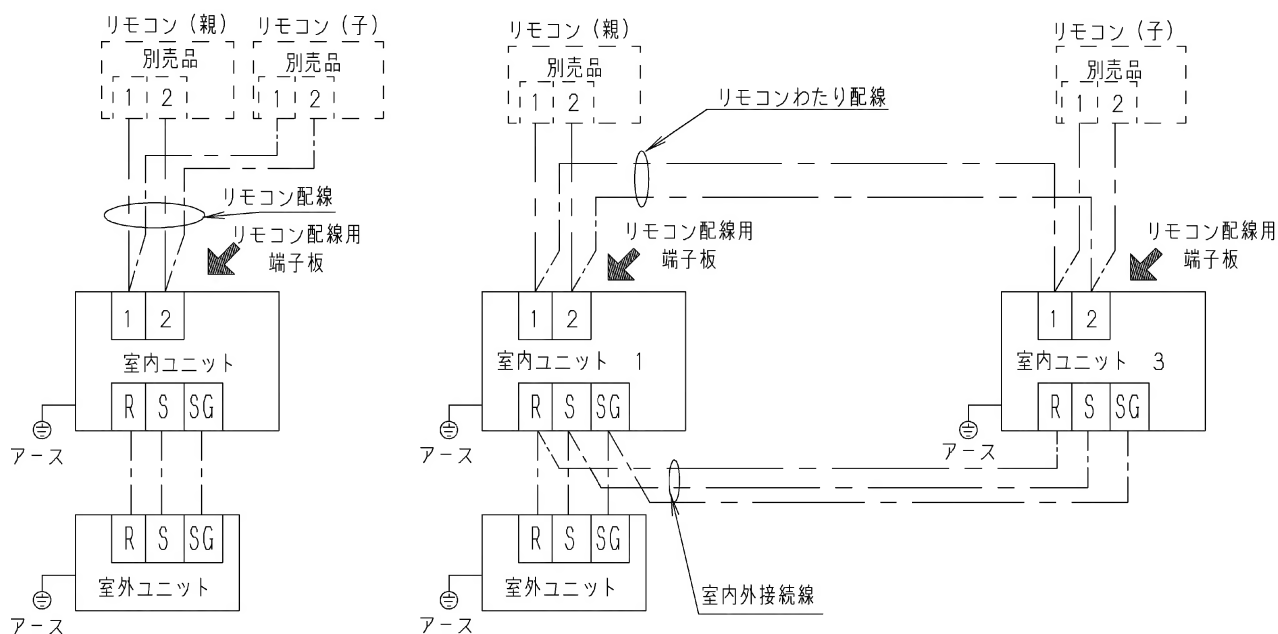 リモコン（親）
別売品
1 2
リモコン（子）
別売品
1 2
リモコン配線
リモコン配線用
端子板
1 2
室内ユニット
R S SG
アース
R S SG
室外ユニット
アース
リモコン（親）
別売品
1 2
リモコン（子）
別売品
1 2
リモコンわたり配線
リモコン配線用
端子板
リモコン配線用
端子板
1 2
室内ユニット 1
R S SG
アース
1 2
室内ユニット 3
R S SG
アース
R S SG
室外ユニット
アース
室内外接続線